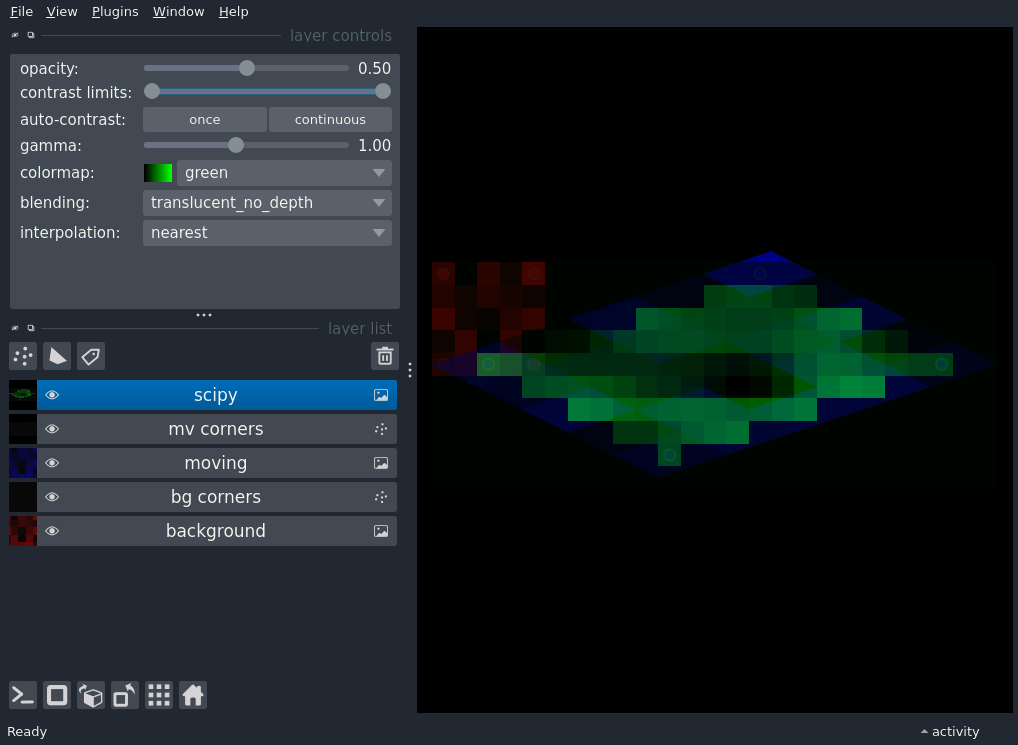 File View Plugins Window Help
layer controls
opacity: 0.50
contrast limits:
auto-contrast: once continuous
gamma: 1.00
colormap: green
blending: translucent_no_depth
interpolation: nearest
layer list
scipy
mv corners
moving
bg corners
background
Ready activity